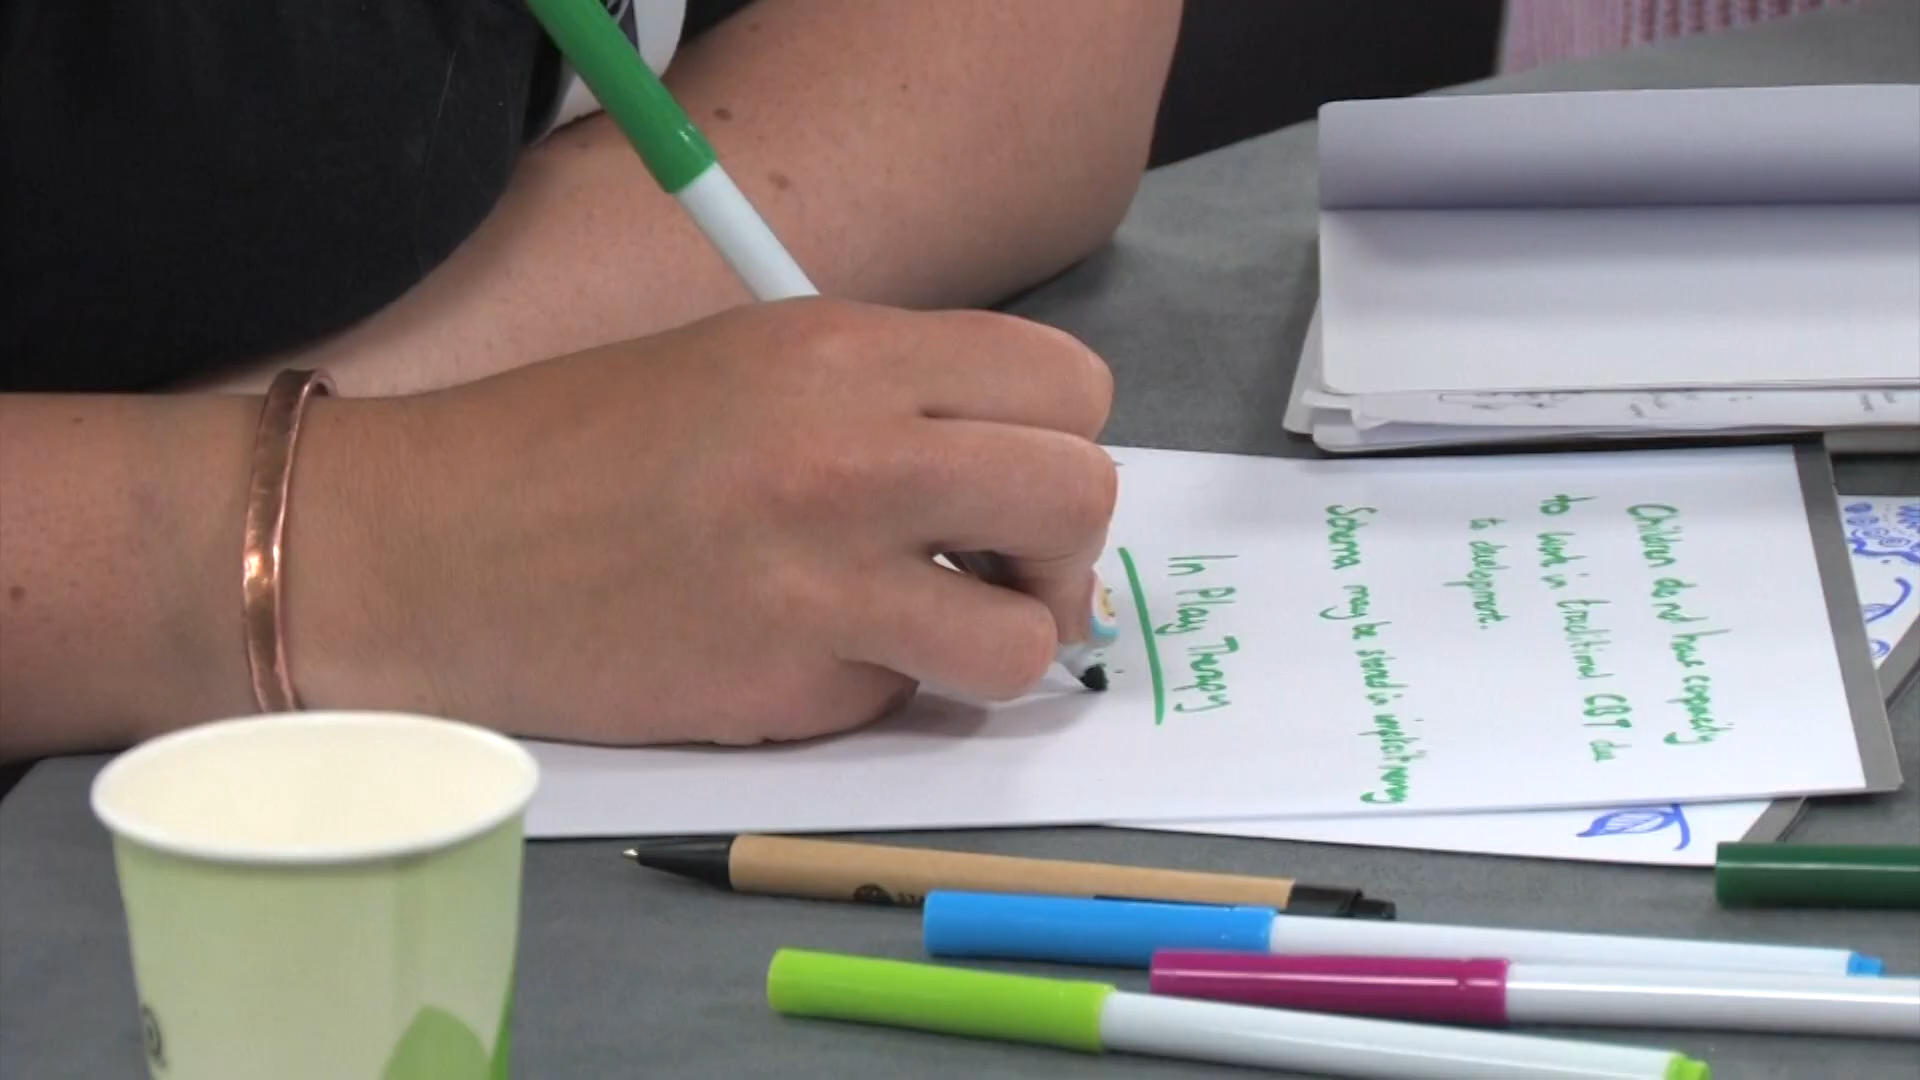 Children do not have capacity
to work in traditional CBT due
to development.
Schema may be stored in implicit memory
In Play Therapy